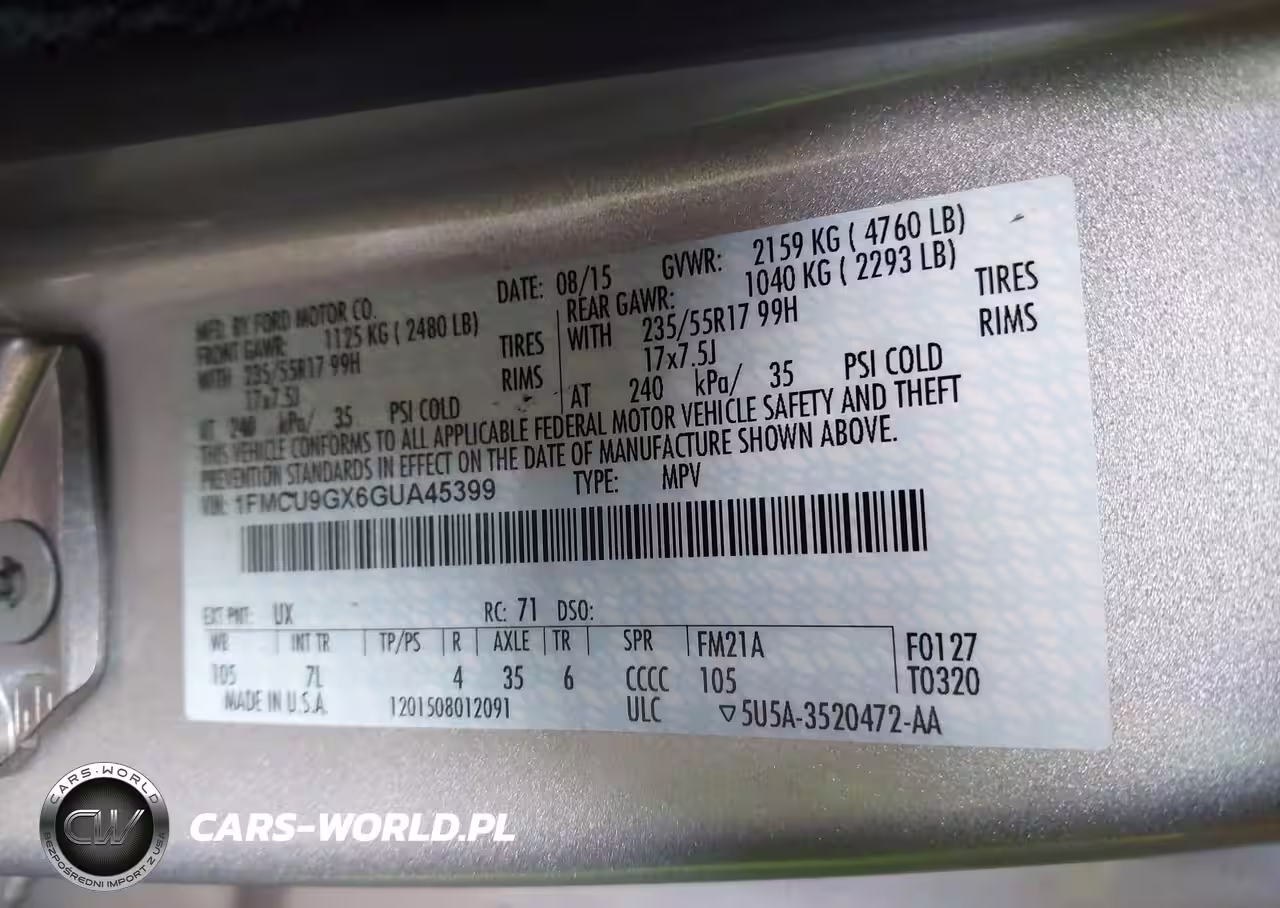 MFD. BY FORD MOTOR CO.
DATE: 08/15 GVWR: 2159 KG ( 4760 LB)
FRONT GAWR: 1125 KG ( 2480 LB) REAR GAWR: 1040 KG ( 2293 LB)
WITH 235/55R17 99H TIRES WITH 235/55R17 99H TIRES
17x7.5J RIMS 17x7.5J RIMS
AT 240 kPa/ 35 PSI COLD AT 240 kPa/ 35 PSI COLD
THIS VEHICLE CONFORMS TO ALL APPLICABLE FEDERAL MOTOR VEHICLE SAFETY AND THEFT
PREVENTION STANDARDS IN EFFECT ON THE DATE OF MANUFACTURE SHOWN ABOVE.
VIN: 1FMCU9GX6GUA45399 TYPE: MPV
EXT PNT: UX RC: 71 DSO:
WB INT TR TP/PS R AXLE TR SPR FM21A F0127
105 7L 4 35 6 CCCC 105 T0320
MADE IN U.S.A. 1201508012091 ULC ▽5U5A-3520472-AA
CARS-WORLD
CW
BEZPOŚREDNI IMPORT Z USA
CARS-WORLD.PL